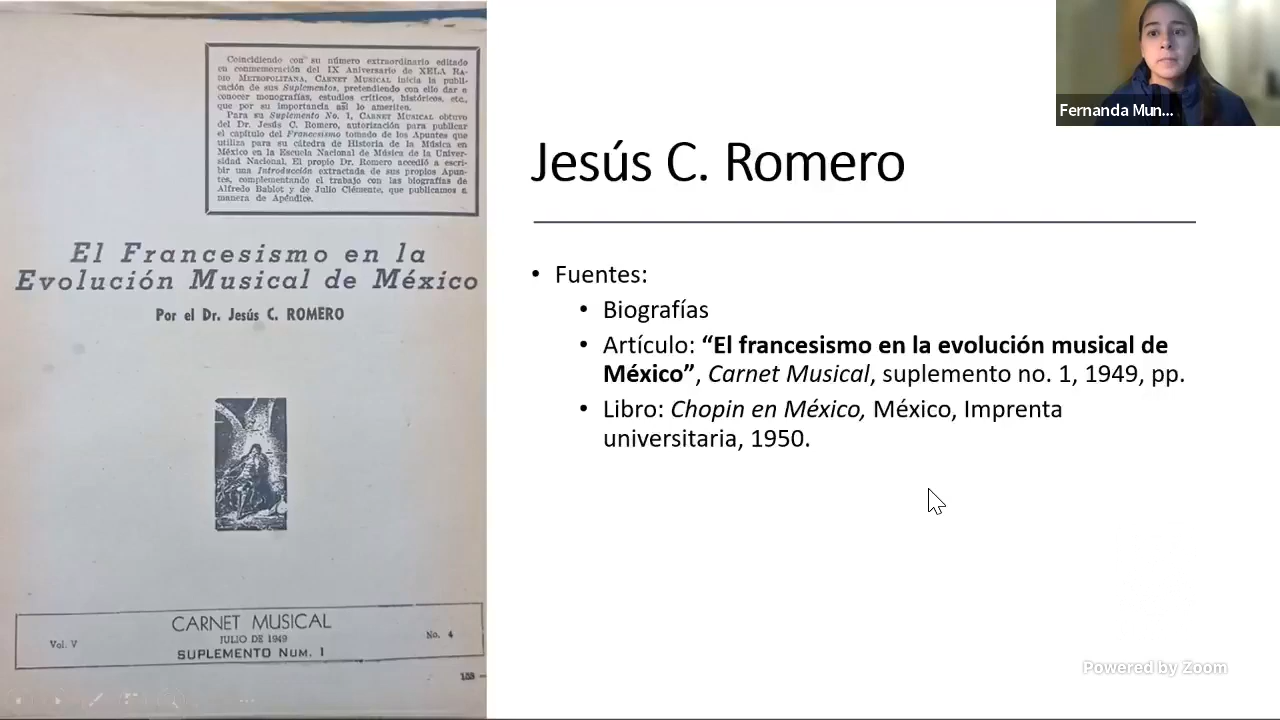 Coincidiendo con su número extraordinario editado
en conmemoración del IX Aniversario de XELA RA-
DIO METROPOLITANA, CARNET MUSICAL inicia la publi-
cación de sus Suplementos, pretendiendo con ello dar a
conocer monografías, estudios críticos, históricos, etc.,
que por su importancia así lo ameriten.
Para su Suplemento No. 1, CARNET MUSICAL obtuvo
del Dr. Jesús C. Romero, autorización para publicar
el capítulo del Francesismo tomado de los Apuntes que
utiliza para su cátedra de Historia de la Música en
México en la Escuela Nacional de Música de la Univer-
sidad Nacional. El propio Dr. Romero accedió a escri-
bir una Introducción extractada de sus propios Apun-
tes, complementando el trabajo con las biografías de
Alfredo Bablot y de Julio Clémente, que publicamos a
manera de Apéndice.
El Francesismo en la
Evolución Musical de México
Por el Dr. Jesús C. ROMERO
CARNET MUSICAL
JULIO DE 1949
Vol. V
No. 4
SUPLEMENTO NUM. 1
Fernanda Mun...
Jesús C. Romero
• Fuentes:
• Biografías
• Artículo: “El francesismo en la evolución musical de
México”, Carnet Musical, suplemento no. 1, 1949, pp.
• Libro: Chopin en México, México, Imprenta
universitaria, 1950.
Powered by Zoom